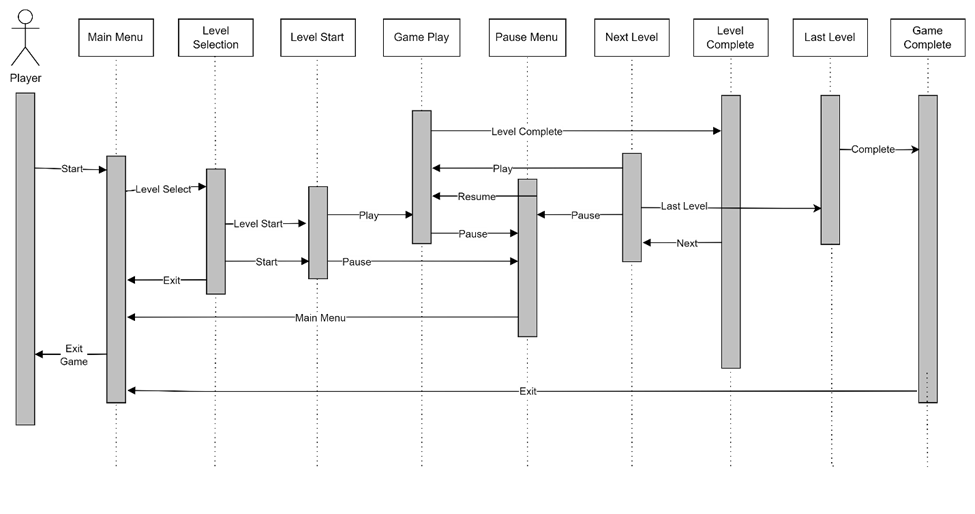 Player
Main Menu
Level
Selection
Level Start
Game Play
Pause Menu
Next Level
Level
Complete
Last Level
Game
Complete
Level Complete
Complete
Start
Play
Level Select
Resume
Last Level
Level Start
Play
Pause
Pause
Next
Start
Pause
Exit
Main Menu
Exit
Game
Exit